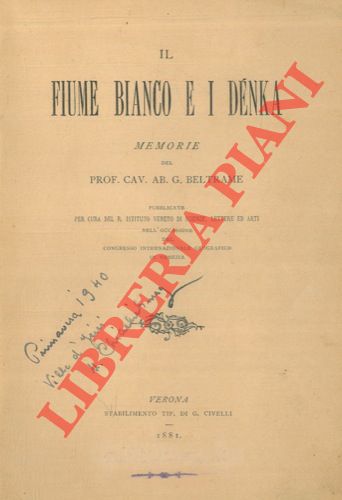 IL
FIUME BIANCO E I DÉNKA
MEMORIE
DEL
PROF. CAV. AB. G. BELTRAME
PUBBLICATE
PER CURA DEL R. ISTITUTO VENETO DI SCIENZE, LETTERE ED ARTI
NELL'OCCASIONE
DEL
CONGRESSO INTERNAZIONALE GEOGRAFICO
DI VENEZIA
Primavera 1940
Villa d'
VERONA
STABILIMENTO TIP. DI G. CIVELLI
—
1881.
LIBRERIA PIANI